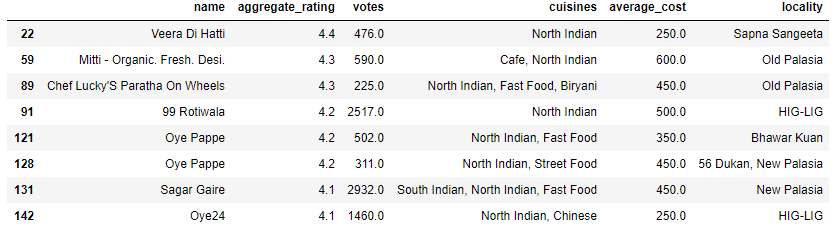 name aggregate_rating votes cuisines average_cost locality
22 Veera Di Hatti 4.4 476.0 North Indian 250.0 Sapna Sangeeta
59 Mitti - Organic. Fresh. Desi. 4.3 590.0 Cafe, North Indian 600.0 Old Palasia
89 Chef Lucky'S Paratha On Wheels 4.3 225.0 North Indian, Fast Food, Biryani 450.0 Old Palasia
91 99 Rotiwala 4.2 2517.0 North Indian 500.0 HIG-LIG
121 Oye Pappe 4.2 502.0 North Indian, Fast Food 350.0 Bhawar Kuan
128 Oye Pappe 4.2 311.0 North Indian, Street Food 450.0 56 Dukan, New Palasia
131 Sagar Gaire 4.1 2932.0 South Indian, North Indian, Fast Food 450.0 New Palasia
142 Oye24 4.1 1460.0 North Indian, Chinese 250.0 HIG-LIG